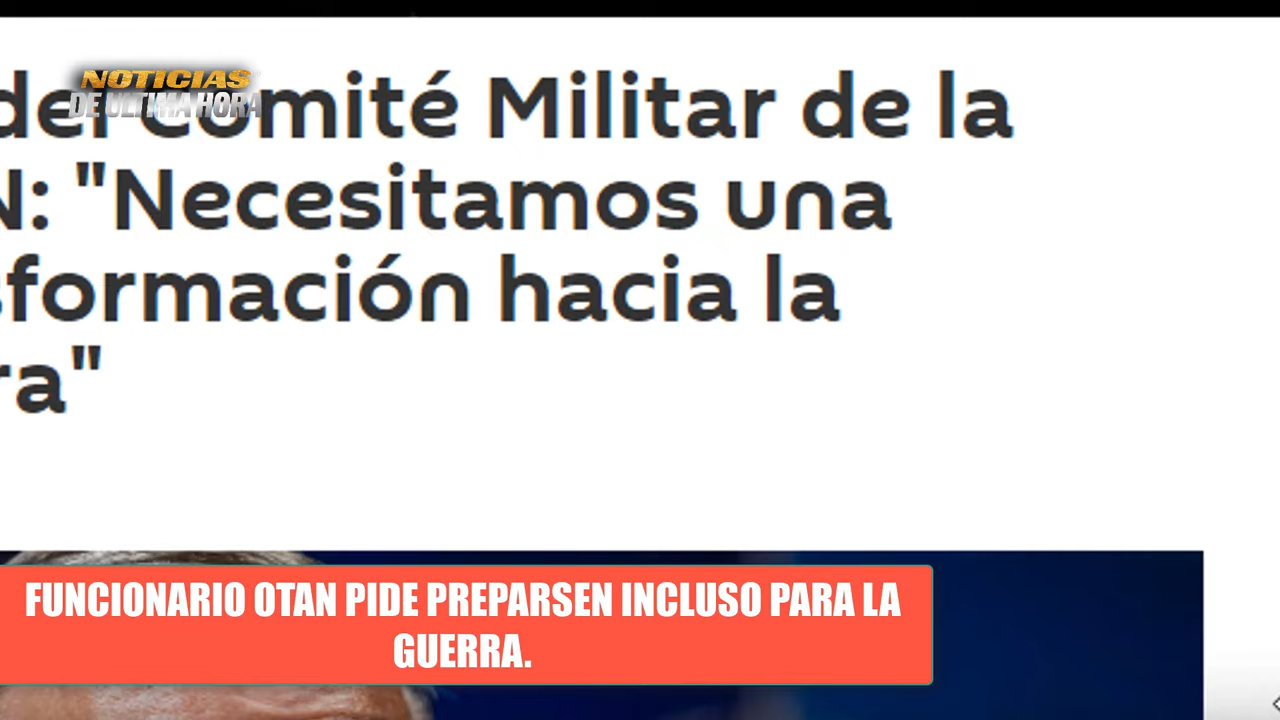 NOTICIAS
DE ULTIMA HORA
del Comité Militar de la
N: "Necesitamos una
sformación hacia la
ra"
FUNCIONARIO OTAN PIDE PREPARSEN INCLUSO PARA LA
GUERRA.